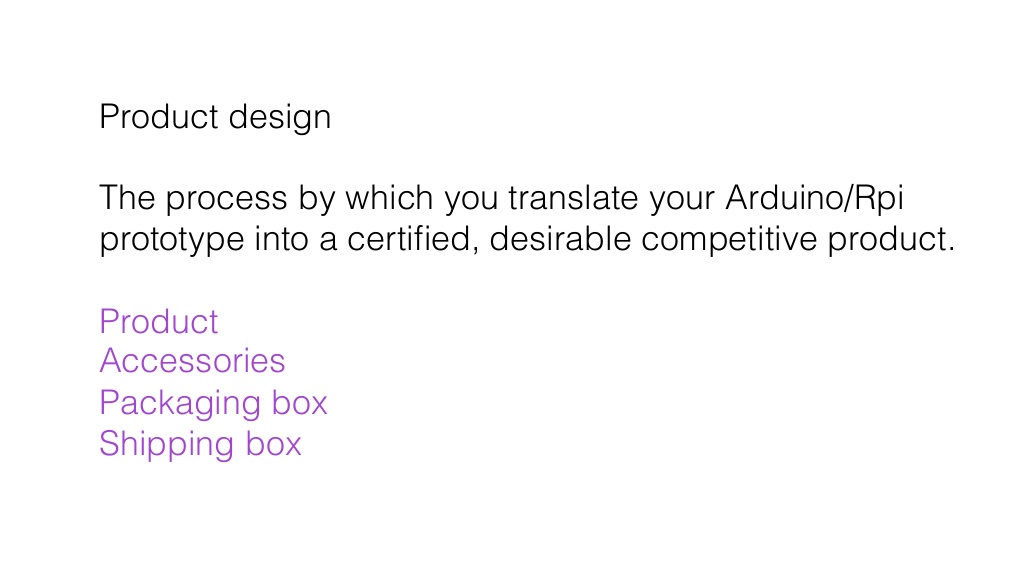 Product design
The process by which you translate your Arduino/Rpi
prototype into a certified, desirable competitive product.
Product
Accessories
Packaging box
Shipping box